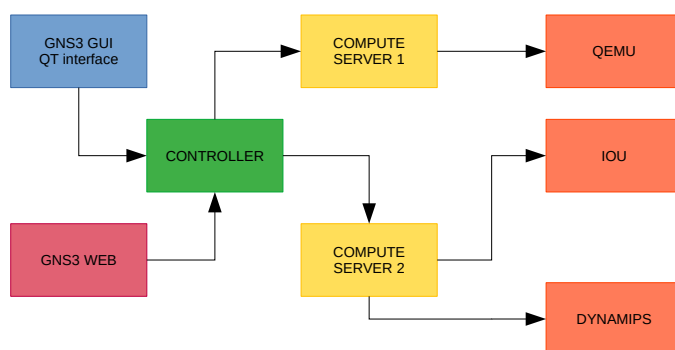 GNS3 GUI
QT interface
COMPUTE
SERVER 1
QEMU
CONTROLLER
IOU
GNS3 WEB
COMPUTE
SERVER 2
DYNAMIPS